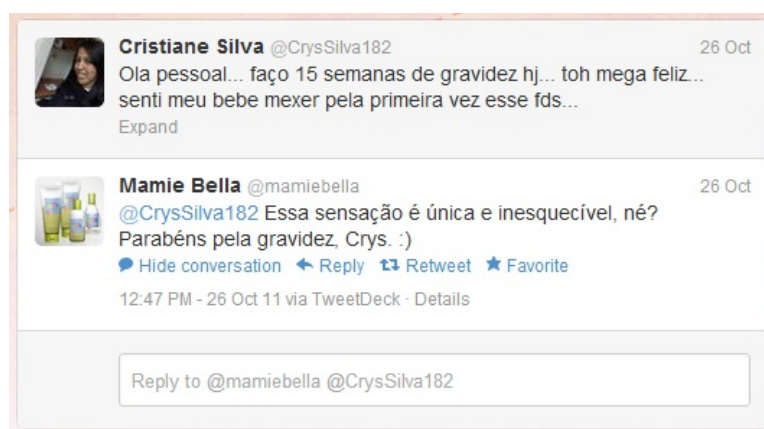 Cristiane Silva @CrysSilva182 26 Oct
Ola pessoal... faço 15 semanas de gravidez hj... toh mega feliz...
senti meu bebe mexer pela primeira vez esse fds...
Expand
Mamie Bella @mamiebella 26 Oct
@CrysSilva182 Essa sensação é única e inesquecível, né?
Parabéns pela gravidez, Crys. :)
Hide conversation Reply Retweet Favorite
12:47 PM - 26 Oct 11 via TweetDeck · Details
Reply to @mamiebella @CrysSilva182